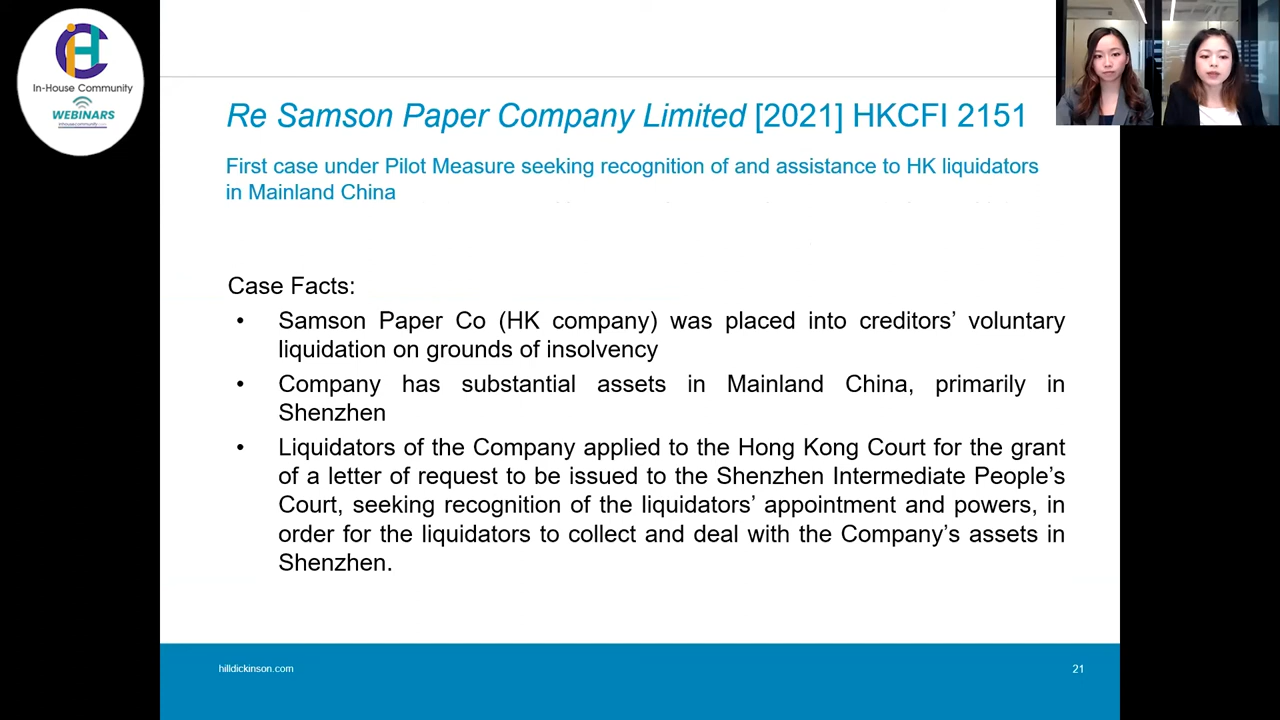 In-House Community
WEBINARS
Re Samson Paper Company Limited [2021] HKCFI 2151
First case under Pilot Measure seeking recognition of and assistance to HK liquidators
in Mainland China
Case Facts:
• Samson Paper Co (HK company) was placed into creditors’ voluntary
liquidation on grounds of insolvency
• Company has substantial assets in Mainland China, primarily in
Shenzhen
• Liquidators of the Company applied to the Hong Kong Court for the grant
of a letter of request to be issued to the Shenzhen Intermediate People’s
Court, seeking recognition of the liquidators’ appointment and powers, in
order for the liquidators to collect and deal with the Company’s assets in
Shenzhen.
hilldickinson.com
21